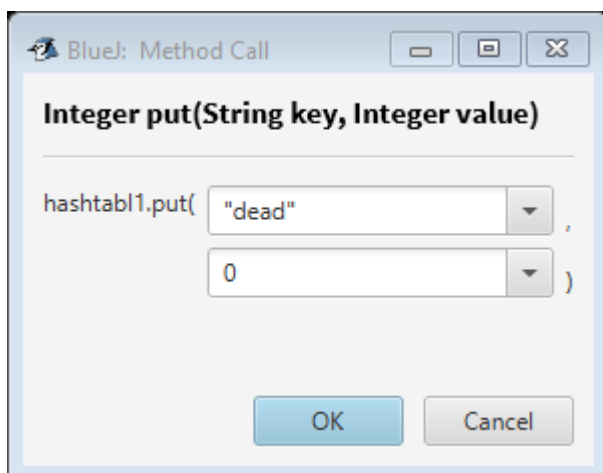 BlueJ: Method Call
Integer put(String key, Integer value)
hashtabl1.put( "dead" ,
0 )
OK Cancel